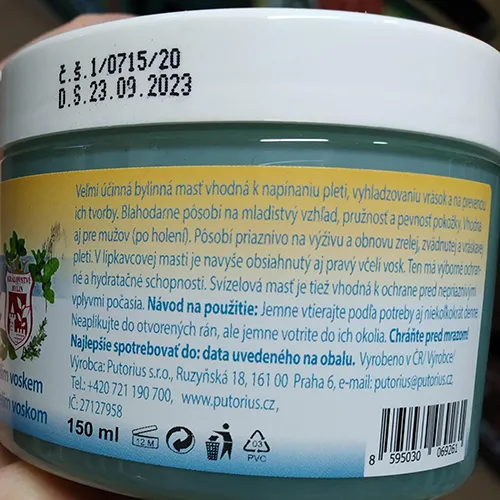 č.š.1/0715/20
D.S.23.09.2023
Veľmi účinná bylinná masť vhodná k napínaniu pleti, vyhladzovaniu vrások a na prevenciu
ich tvorby. Blahodarne pôsobí na mladistvý vzhľad, pružnosť a pevnosť pokožky. Vhodná
aj pre mužov (po holení). Pôsobí priaznivo na výživu a obnovu zrelej, zvädnutej a vráskavej
pleti. V lipkavcovej masti je navyše obsiahnutý aj pravý včelí vosk. Ten má výborné ochran-
né a hydratačné schopnosti. Svízelová masť je tiež vhodná k ochrane pred nepriaznivými
vplyvmi počasia. Návod na použitie: Jemne vtierajte podľa potreby aj niekoľkokrát denne.
Neaplikujte do otvorených rán, ale jemne votrite do ich okolia. Chráňte pred mrazom!
Najlepšie spotrebovať do: data uvedeného na obalu. Vyrobeno v ČR/ Výrobce/
Výrobca: Putorius s.r.o., Ruzyňská 18, 161 00 Praha 6, e-mail: putorius@putorius.cz
Tel: +420 721 190 700, www.putorius.cz,
IČ: 27127958
KRÁĽOVSTVÍ
BYLÍN
voskem
voskom
150 ml
12 M
03
PVC
8 595030 069261